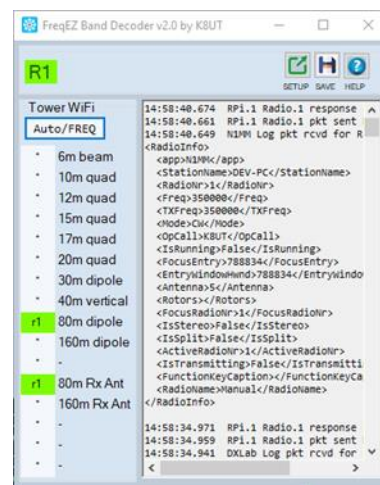 FreqEZ Band Decoder v2.0 by K8UT
R1
SETUP SAVE HELP
Tower WiFi
Auto/FREQ
6m beam
10m quad
12m quad
15m quad
17m quad
20m quad
30m dipole
40m vertical
r1 80m dipole
160m dipole
-
r1 80m Rx Ant
160m Rx Ant
-
-
-
14:58:40.674 RPi.1 Radio.1 response
14:58:40.661 RPi.1 Radio.1 pkt sent
14:58:40.649 N1MM Log pkt rcvd for R
<RadioInfo>
<app>N1MM</app>
<StationName>DEV-PC</StationName>
<RadioNr>1</RadioNr>
<Freq>350000</Freq>
<TXFreq>350000</TXFreq>
<Mode>CW</Mode>
<OpCall>K8UT</OpCall>
<IsRunning>False</IsRunning>
<FocusEntry>788834</FocusEntry>
<EntryWindowHwnd>788834</EntryWindo
<Antenna>5</Antenna>
<Rotors></Rotors>
<FocusRadioNr>1</FocusRadioNr>
<IsStereo>False</IsStereo>
<IsSplit>False</IsSplit>
<ActiveRadioNr>1</ActiveRadioNr>
<IsTransmitting>False</IsTransmitti
<FunctionKeyCaption></FunctionKeyCa
<RadioName>Manual</RadioName>
</RadioInfo>
14:58:34.971 RPi.1 Radio.1 response
14:58:34.959 RPi.1 Radio.1 pkt sent
14:58:34.941 DXLab Log pkt rcvd for